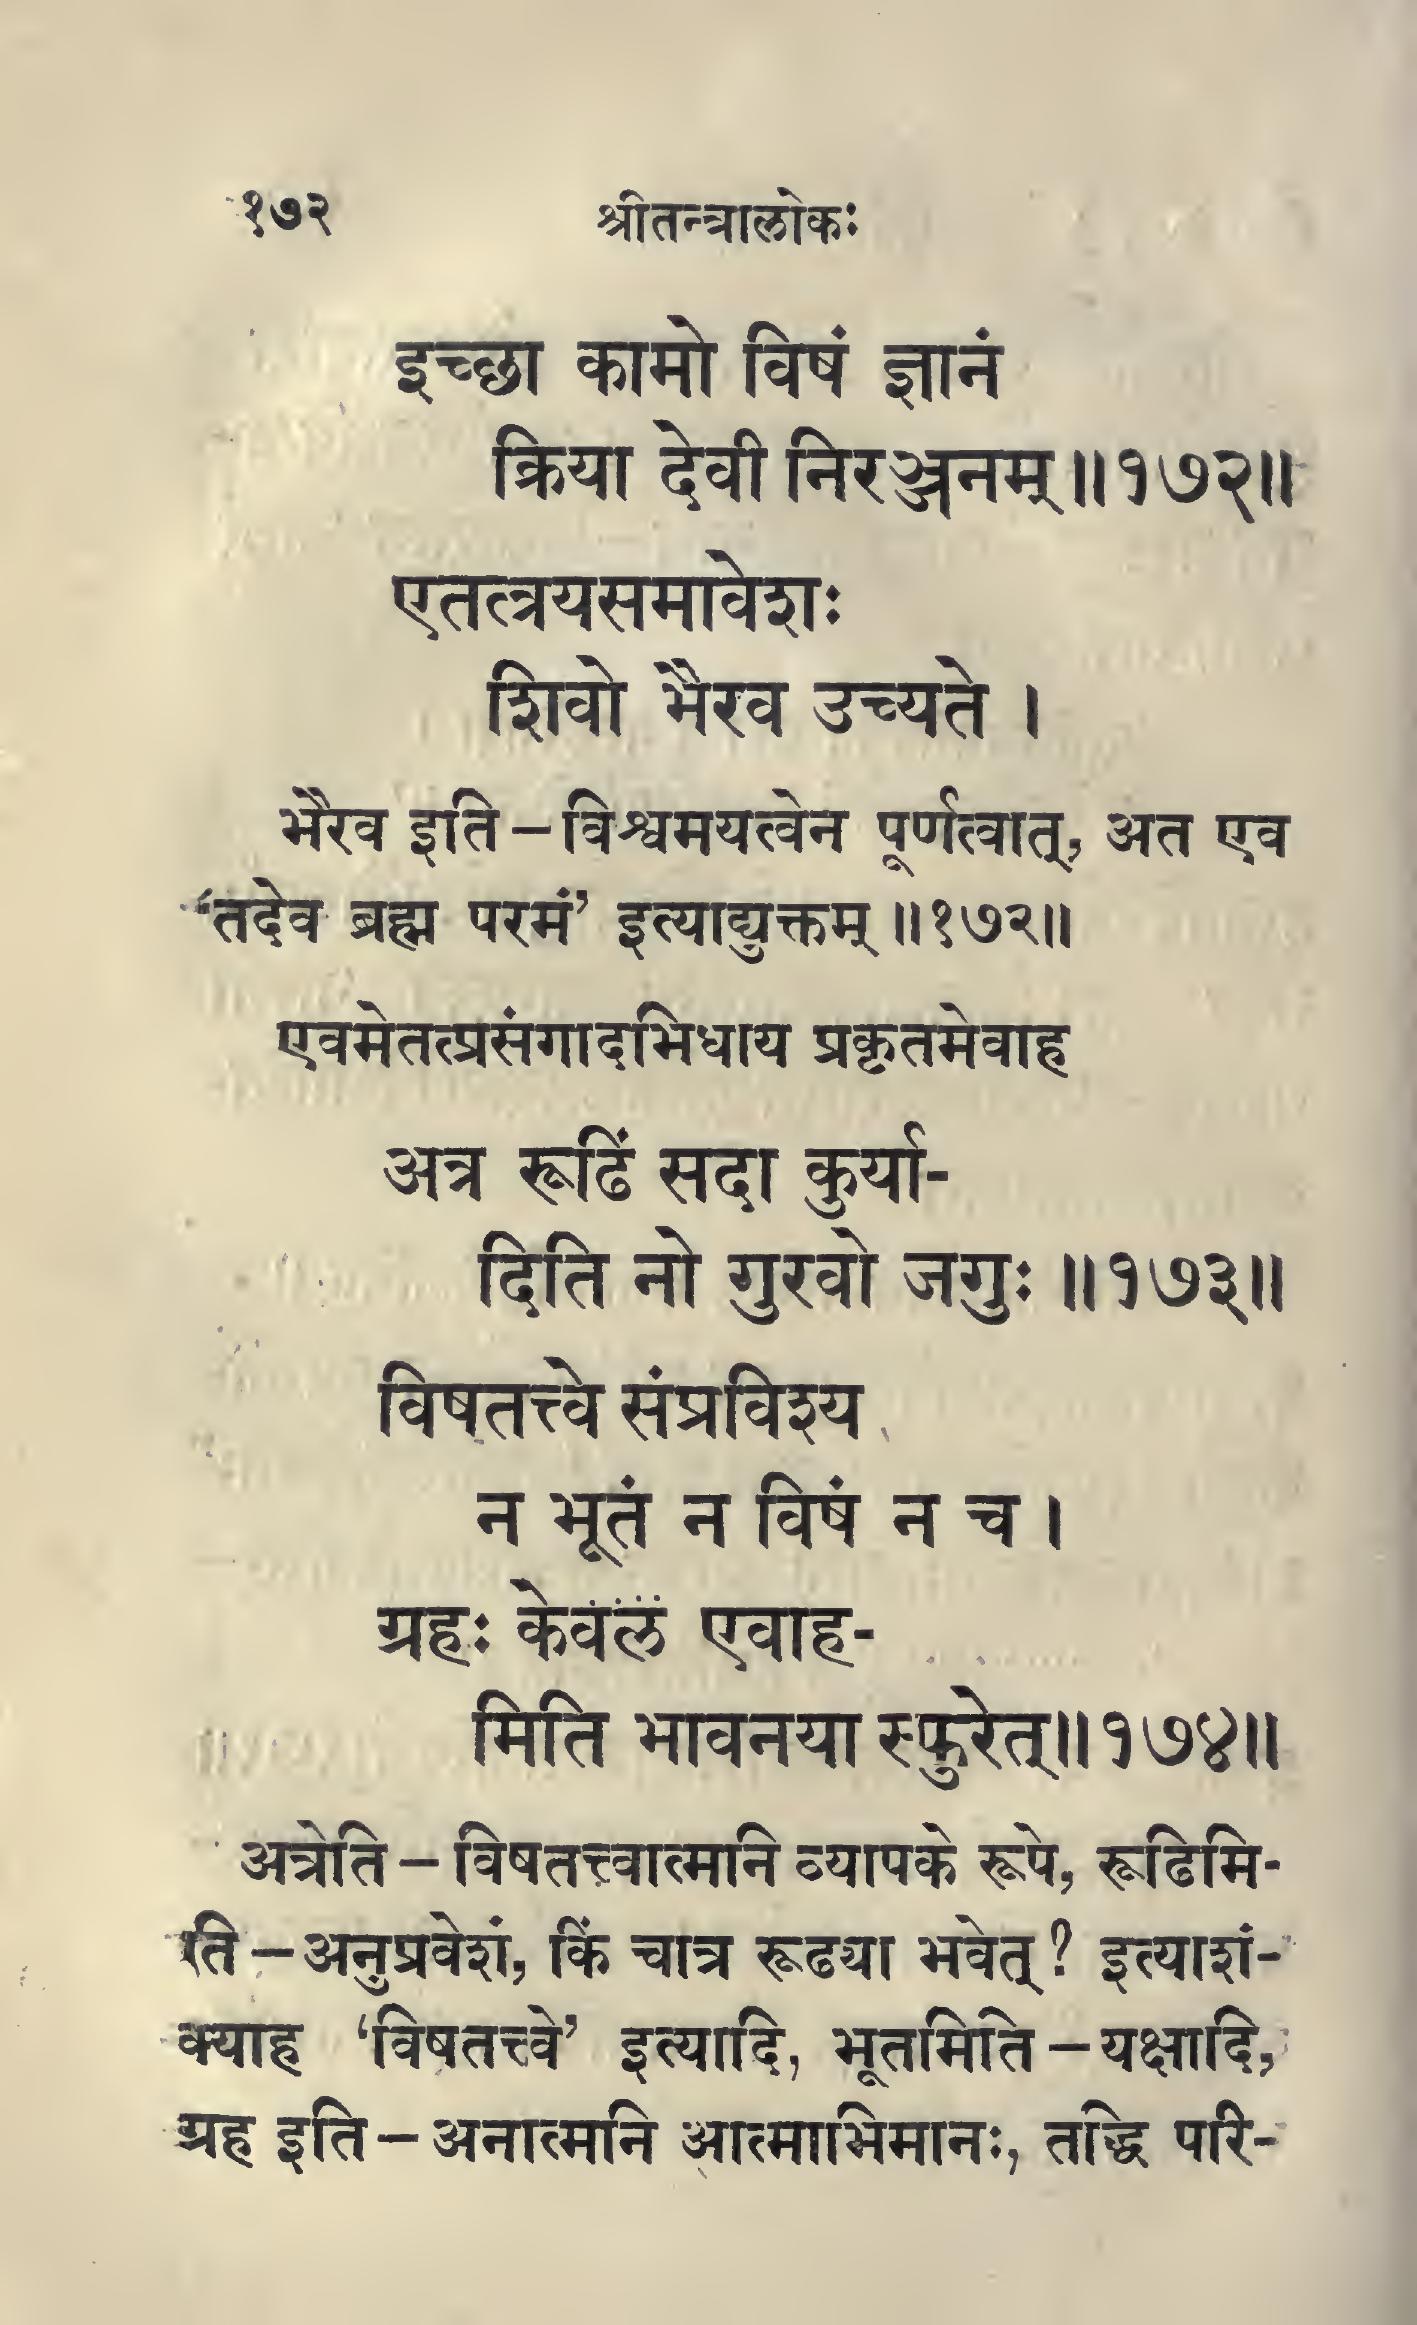 १७२ श्रीतन्त्रालोकः
इच्छा कामो विषं ज्ञानं
क्रिया देवी निरञ्जनम्॥१७२॥
एतत्त्रयसमावेशः
शिवो भैरव उच्यते ।
भैरव इति – विश्वमयत्वेन पूर्णत्वात्, अत एव
‘तदेव ब्रह्म परमं’ इत्याद्युक्तम् ॥१७२॥
एवमेतत्प्रसंगादभिधाय प्रकृतमेवाह
अत्र रूढिं सदा कुर्या-
दिति नो गुरवो जगुः ॥१७३॥
विषतत्त्वे संप्रविश्य
न भूतं न विषं न च ।
ग्रहः केवल एवाह-
मिति भावनया स्फुरेत्॥१७४॥
अत्रेति – विषतत्त्वात्मनि व्यापके रूपे, रूढिमि-
ति – अनुप्रवेशं, किं चात्र रूढ्या भवेत् ? इत्याशं-
क्याह ‘विषतत्त्वे’ इत्यादि, भूतमिति – यक्षादि,
ग्रह इति – अनात्मनि आत्माभिमानः, तद्धि परि-